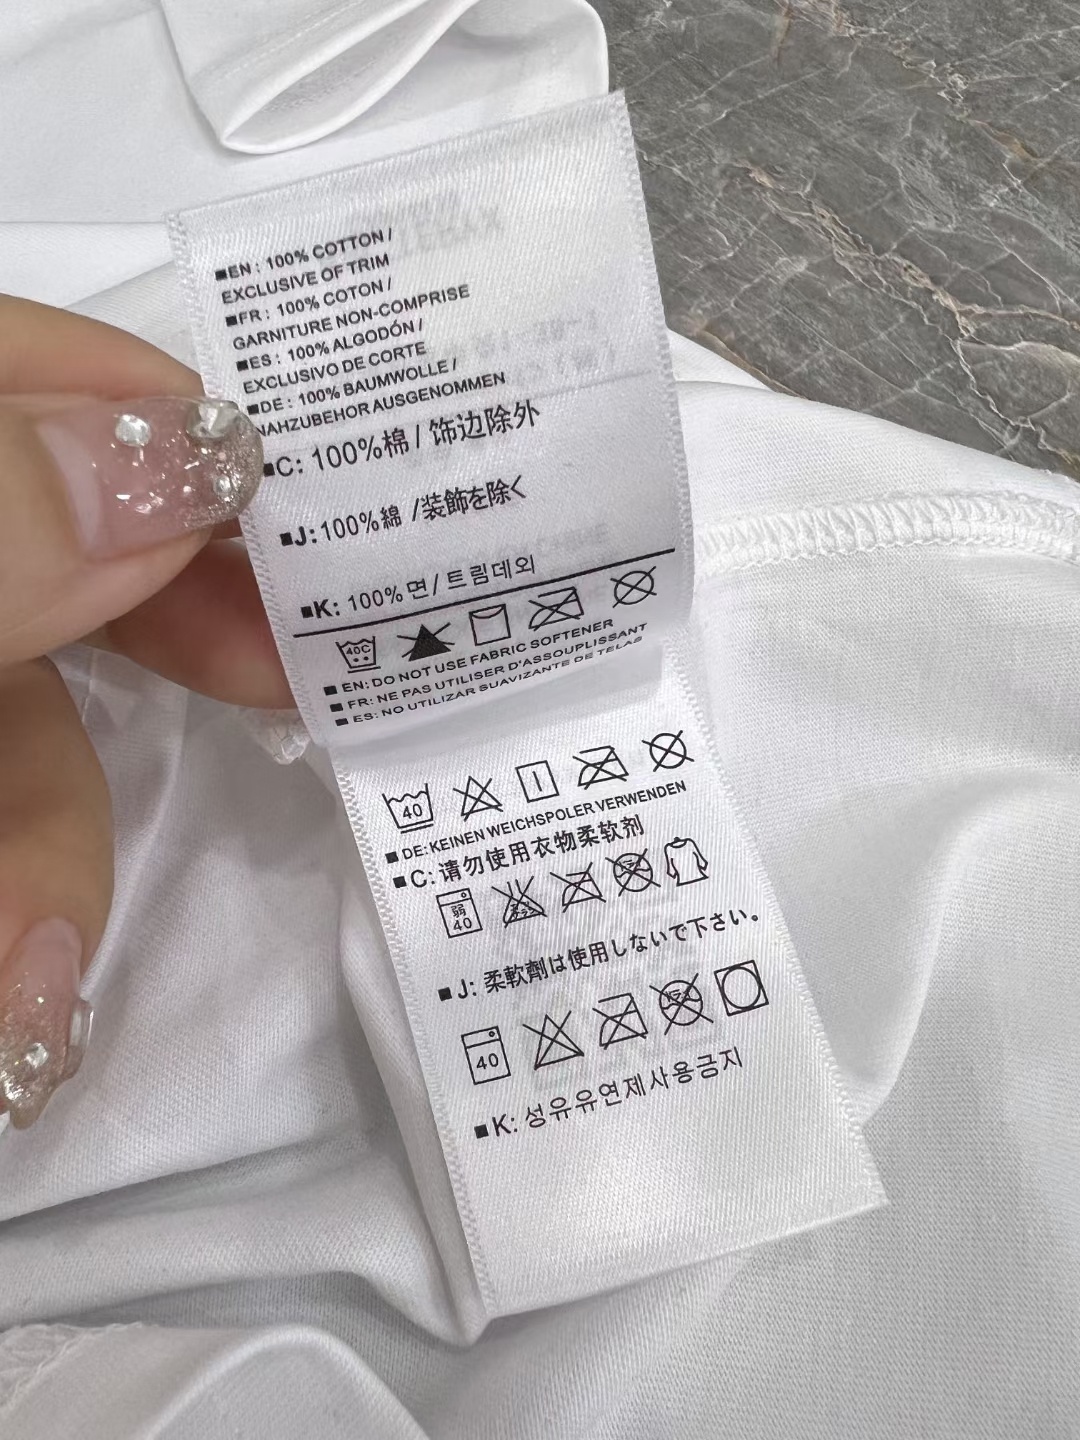 ■EN : 100% COTTON /
EXCLUSIVE OF TRIM
■FR : 100% COTON /
GARNITURE NON-COMPRISE
■ES : 100% ALGODÓN /
EXCLUSIVO DE CORTE
■DE : 100% BAUMWOLLE /
NAHZUBEHOR AUSGENOMMEN
■C: 100%棉 / 饰边除外
■J:100%綿 /装飾を除く
■K: 100% 면 / 트림데외
40C
■ EN: DO NOT USE FABRIC SOFTENER
■ FR: NE PAS UTILISER D'ASSOUPLISSANT
■ ES: NO UTILIZAR SUAVIZANTE DE TELAS
40
■ DE: KEINEN WEICHSPOLER VERWENDEN
■ C: 请勿使用衣物柔软剂
弱
40
■ J: 柔軟劑は使用しないで下さい。
40
■ K: 성유유연제사용금지